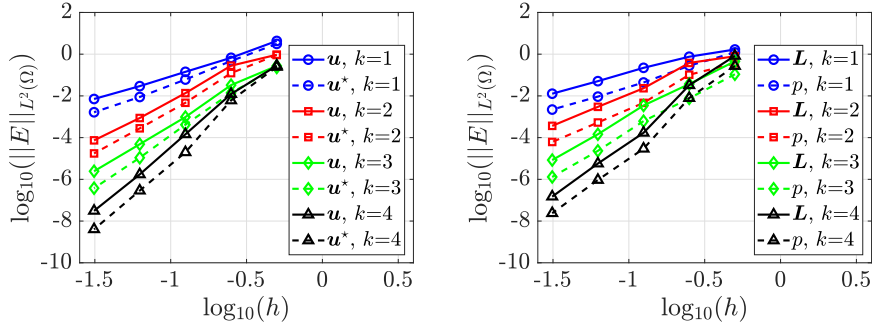 2
0
-2
-4
-6
-8
-10
-1.5
-1
-0.5
0
0.5
log₁₀(h)
log₁₀(||E||_{L²(Ω)})
u, k=1
u⋆, k=1
u, k=2
u⋆, k=2
u, k=3
u⋆, k=3
u, k=4
u⋆, k=4
2
0
-2
-4
-6
-8
-10
-1.5
-1
-0.5
0
0.5
log₁₀(h)
log₁₀(||E||_{L²(Ω)})
L, k=1
p, k=1
L, k=2
p, k=2
L, k=3
p, k=3
L, k=4
p, k=4